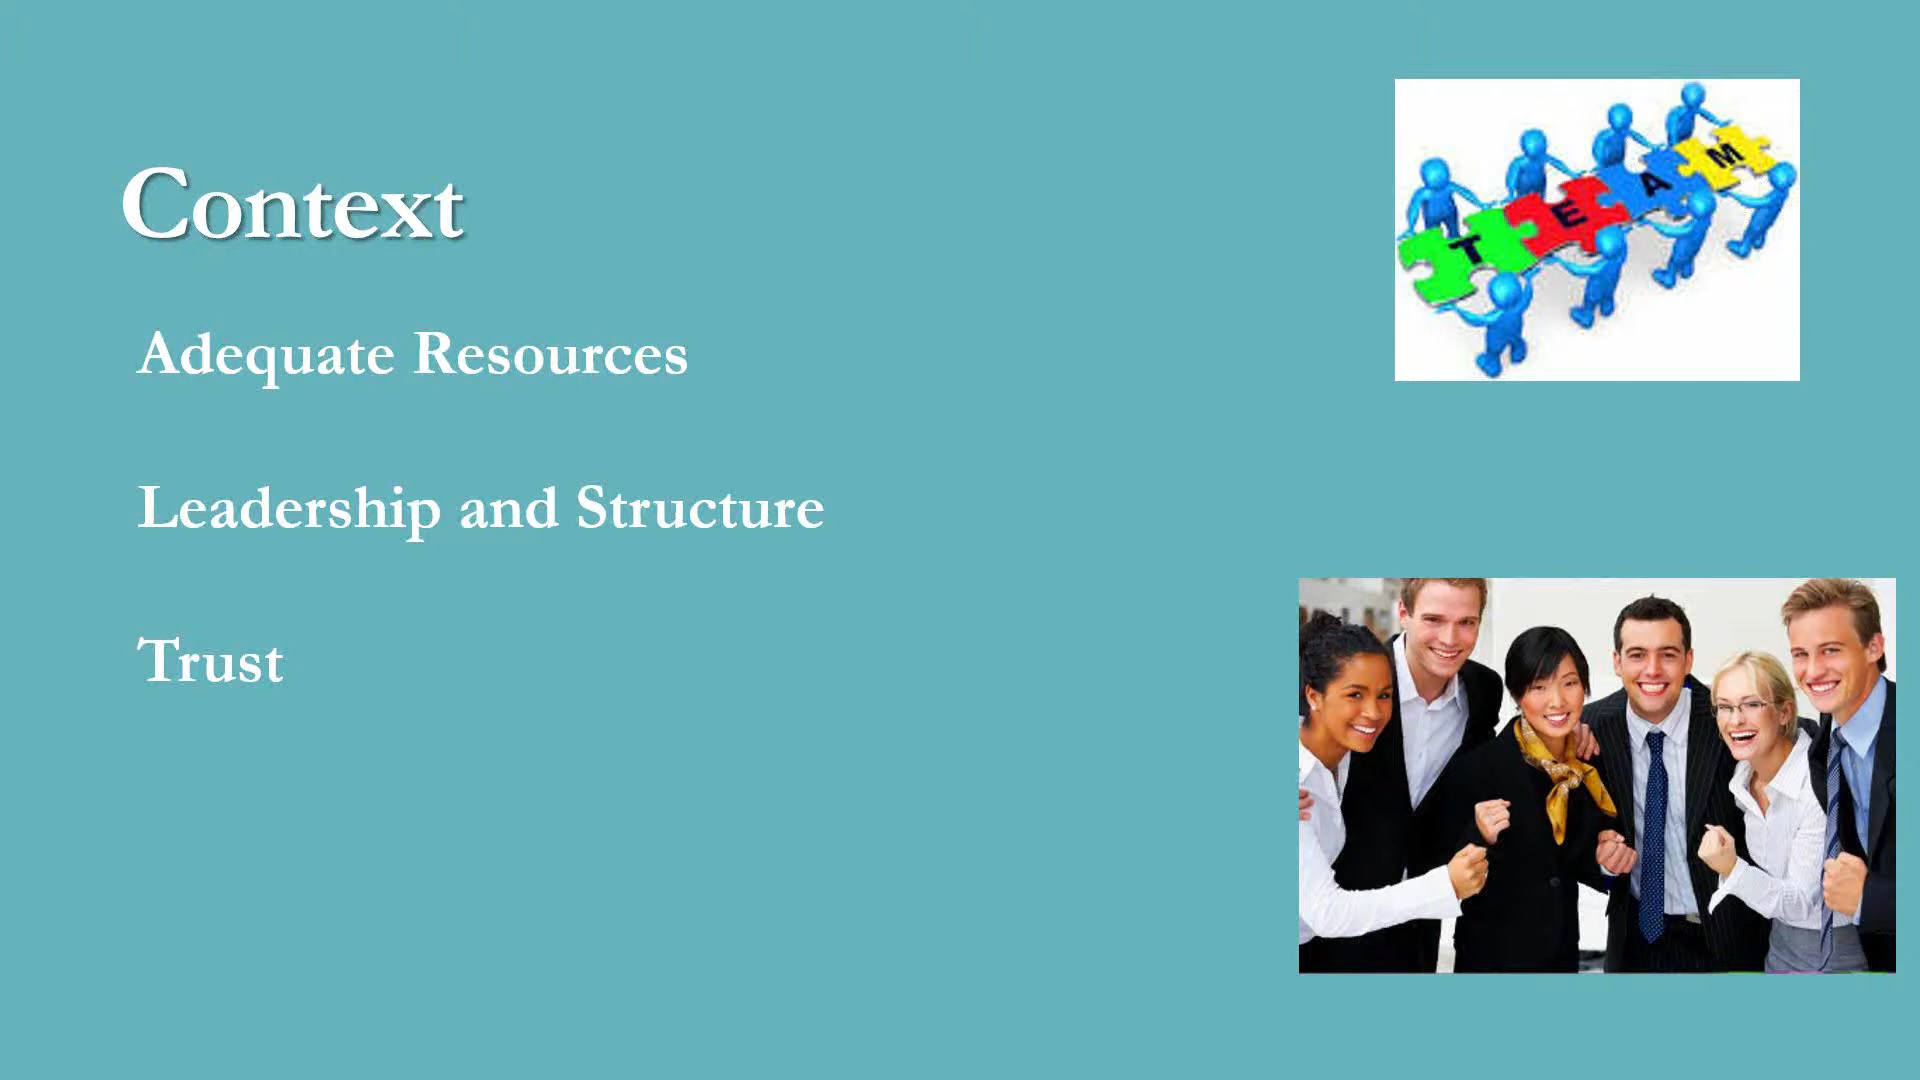 Context
Adequate Resources
Leadership and Structure
Trust
TEAM